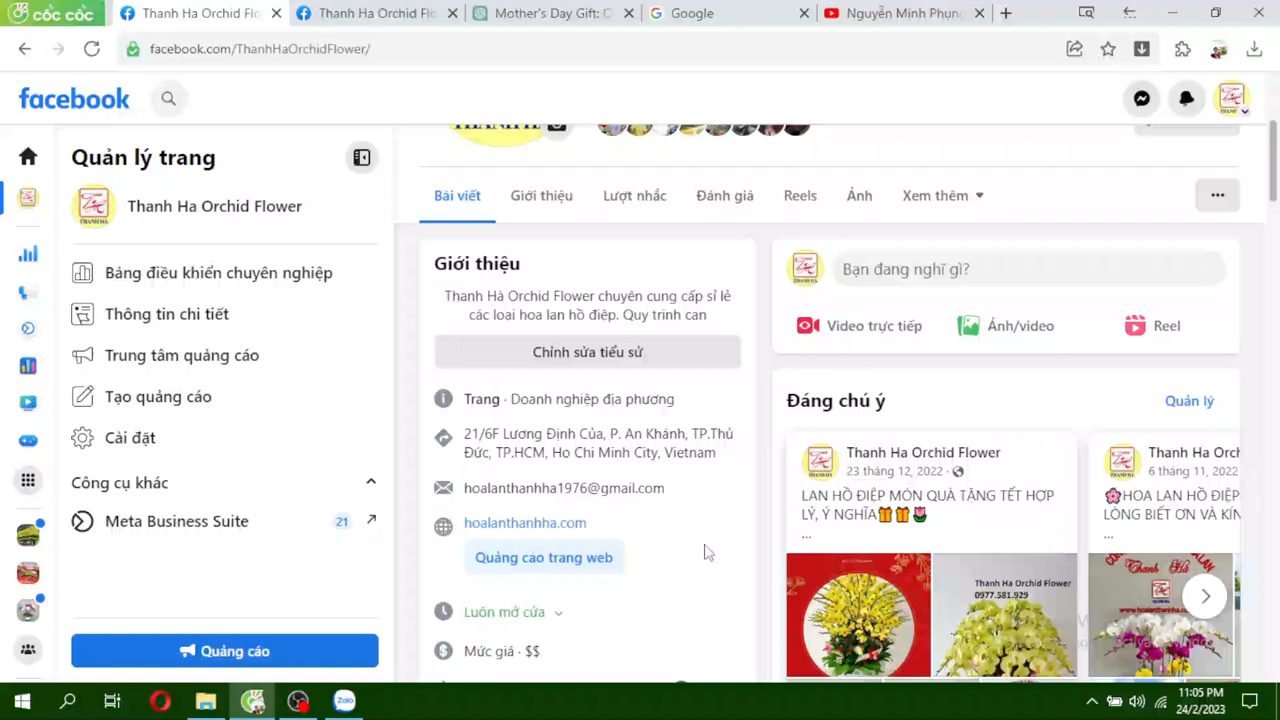 cốc cốc
Thanh Ha Orchid Flo
Thanh Ha Orchid Flo
Mother's Day Gift: O
Google
Nguyễn Minh Phụng
facebook.com/ThanhHaOrchidFlower/
facebook
Quản lý trang
Thanh Ha Orchid Flower
Bảng điều khiển chuyên nghiệp
Thông tin chi tiết
Trung tâm quảng cáo
Tạo quảng cáo
Cài đặt
Công cụ khác
Meta Business Suite
21
Quảng cáo
Bài viết
Giới thiệu
Lượt nhắc
Đánh giá
Reels
Ảnh
Xem thêm
Giới thiệu
Thanh Hà Orchid Flower chuyên cung cấp sỉ lẻ
các loại hoa lan hồ điệp. Quy trinh can
Chỉnh sửa tiểu sử
Trang · Doanh nghiệp địa phương
21/6F Lương Định Của, P. An Khánh, TP.Thủ
Đức, TP.HCM, Ho Chi Minh City, Vietnam
hoalanthanhha1976@gmail.com
hoalanthanhha.com
Quảng cao trang web
Luôn mở cửa
Mức giá · $$
Bạn đang nghĩ gì?
Video trực tiếp
Ảnh/video
Reel
Đáng chú ý
Quản lý
Thanh Ha Orchid Flower
23 tháng 12, 2022 ·
LAN HỒ ĐIỆP MÓN QUÀ TẶNG TẾT HỢP
LÝ, Ý NGHĨA🎁🎁🌷
...
Thanh Ha Orch
6 tháng 11, 2022
🌸HOA LAN HỒ ĐIỆP
LÒNG BIẾT ƠN VÀ KÍN
...
Thanh Ha Orchid Flower
0977.581.929
Thanh Hà
11:05 PM
24/2/2023
Zalo